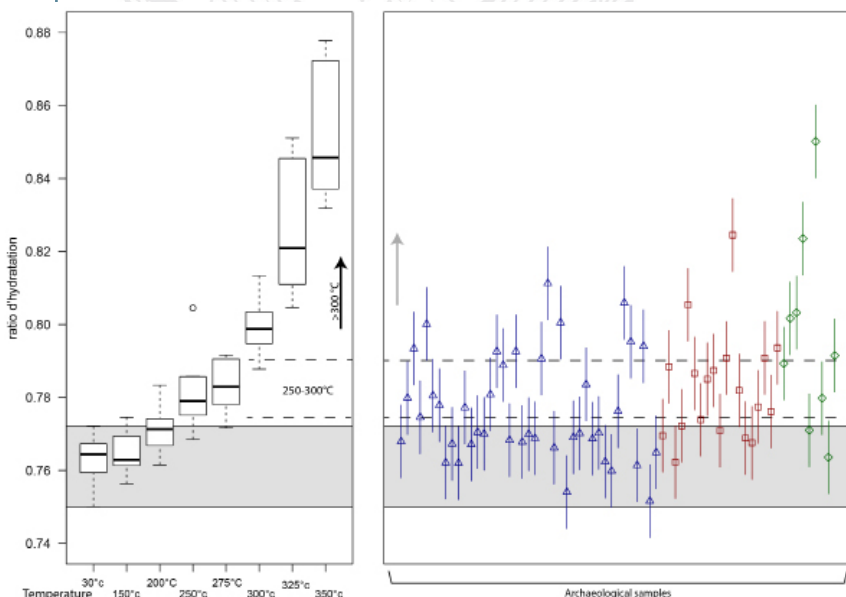 0.88
0.86
0.84
0.82
0.80
0.78
0.76
0.74
ratio d'hydratation
>300°C
250-300°C
30°c 200°C 275°C 325°c
Temperature 150°c 250°c 300°c 350°c
Archaeological samples